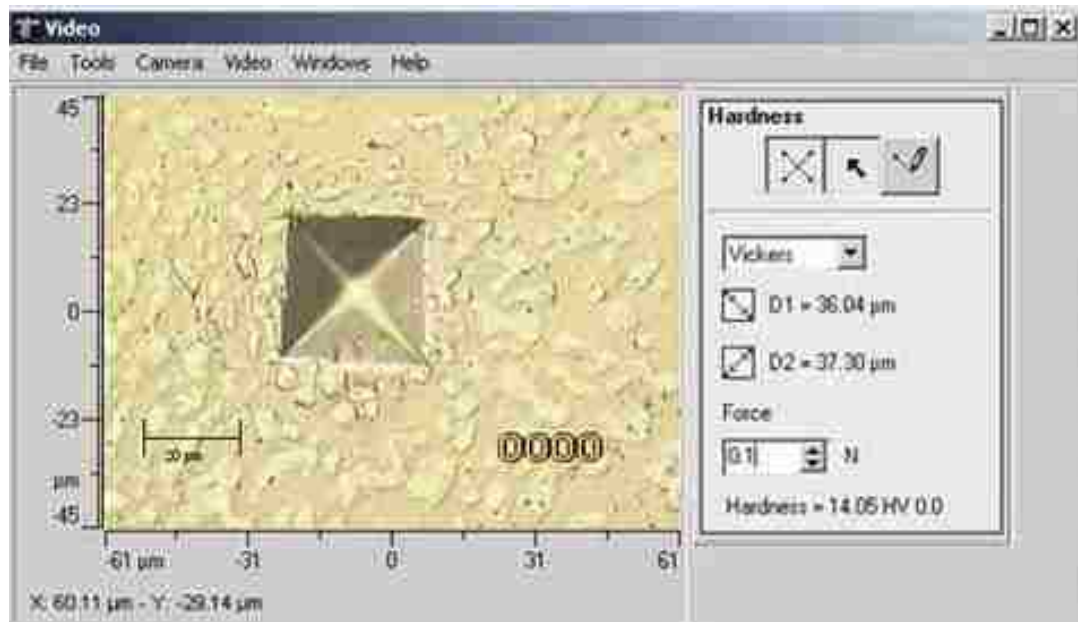 Video
File Tools Camera Video Windows Help
45
23
0
-23
µm
-45
-61 µm -31 0 31 61
20 µm
0000
X: 60.11 µm - Y: -29.14 µm
Hardness
Vickers
D1 = 36.04 µm
D2 = 37.30 µm
Force
0.1 N
Hardness = 14.05 HV 0.0